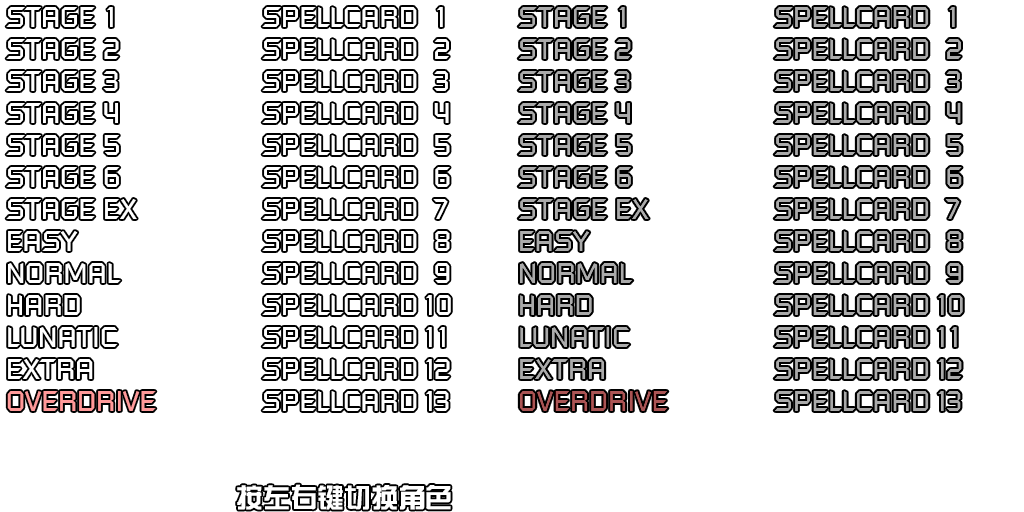 STAGE 1 SPELLCARD 1 STAGE 1 SPELLCARD 1
STAGE 2 SPELLCARD 2 STAGE 2 SPELLCARD 2
STAGE 3 SPELLCARD 3 STAGE 3 SPELLCARD 3
STAGE 4 SPELLCARD 4 STAGE 4 SPELLCARD 4
STAGE 5 SPELLCARD 5 STAGE 5 SPELLCARD 5
STAGE 6 SPELLCARD 6 STAGE 6 SPELLCARD 6
STAGE EX SPELLCARD 7 STAGE EX SPELLCARD 7
EASY SPELLCARD 8 EASY SPELLCARD 8
NORMAL SPELLCARD 9 NORMAL SPELLCARD 9
HARD SPELLCARD 10 HARD SPELLCARD 10
LUNATIC SPELLCARD 11 LUNATIC SPELLCARD 11
EXTRA SPELLCARD 12 EXTRA SPELLCARD 12
OVERDRIVE SPELLCARD 13 OVERDRIVE SPELLCARD 13
按左右键切换角色